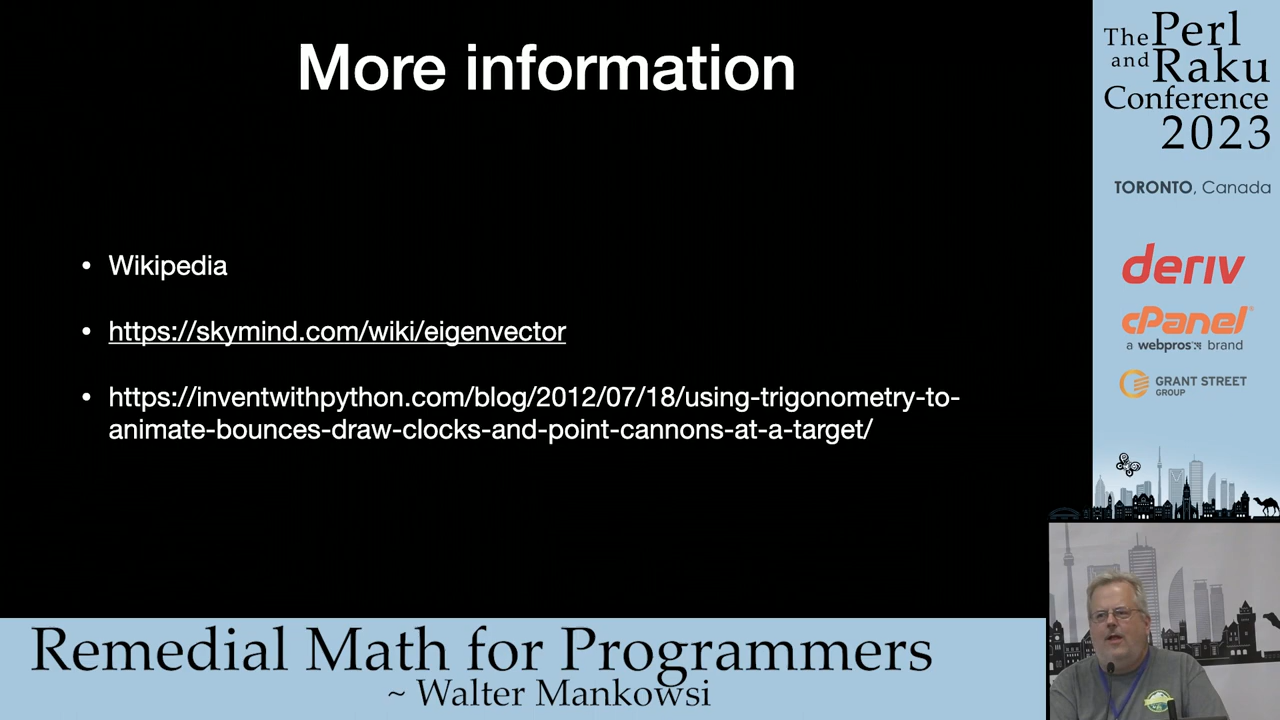 More information
• Wikipedia
• https://skymind.com/wiki/eigenvector
• https://inventwithpython.com/blog/2012/07/18/using-trigonometry-to-
animate-bounces-draw-clocks-and-point-cannons-at-a-target/
The Perl
and Raku
Conference
2023
TORONTO, Canada
deriv
cPanel®
a webpros brand
GRANT STREET
GROUP
Remedial Math for Programmers
~ Walter Mankowsi